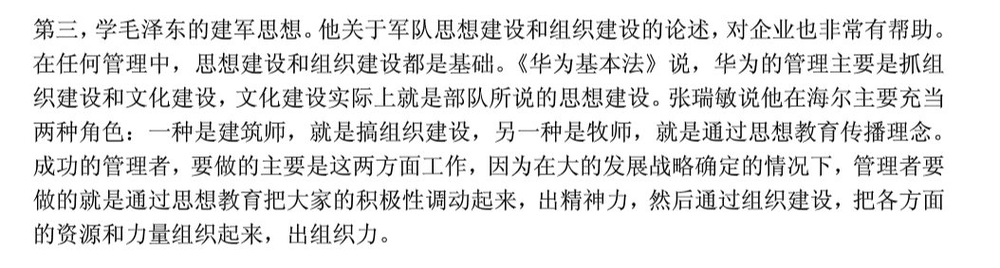 第三，学毛泽东的建军思想。他关于军队思想建设和组织建设的论述，对企业也非常有帮助。
在任何管理中，思想建设和组织建设都是基础。《华为基本法》说，华为的管理主要是抓组
织建设和文化建设，文化建设实际上就是部队所说的思想建设。张瑞敏说他在海尔主要充当
两种角色：一种是建筑师，就是搞组织建设，另一种是牧师，就是通过思想教育传播理念。
成功的管理者，要做的主要是这两方面工作，因为在大的发展战略确定的情况下，管理者要
做的就是通过思想教育把大家的积极性调动起来，出精神力，然后通过组织建设，把各方面
的资源和力量组织起来，出组织力。